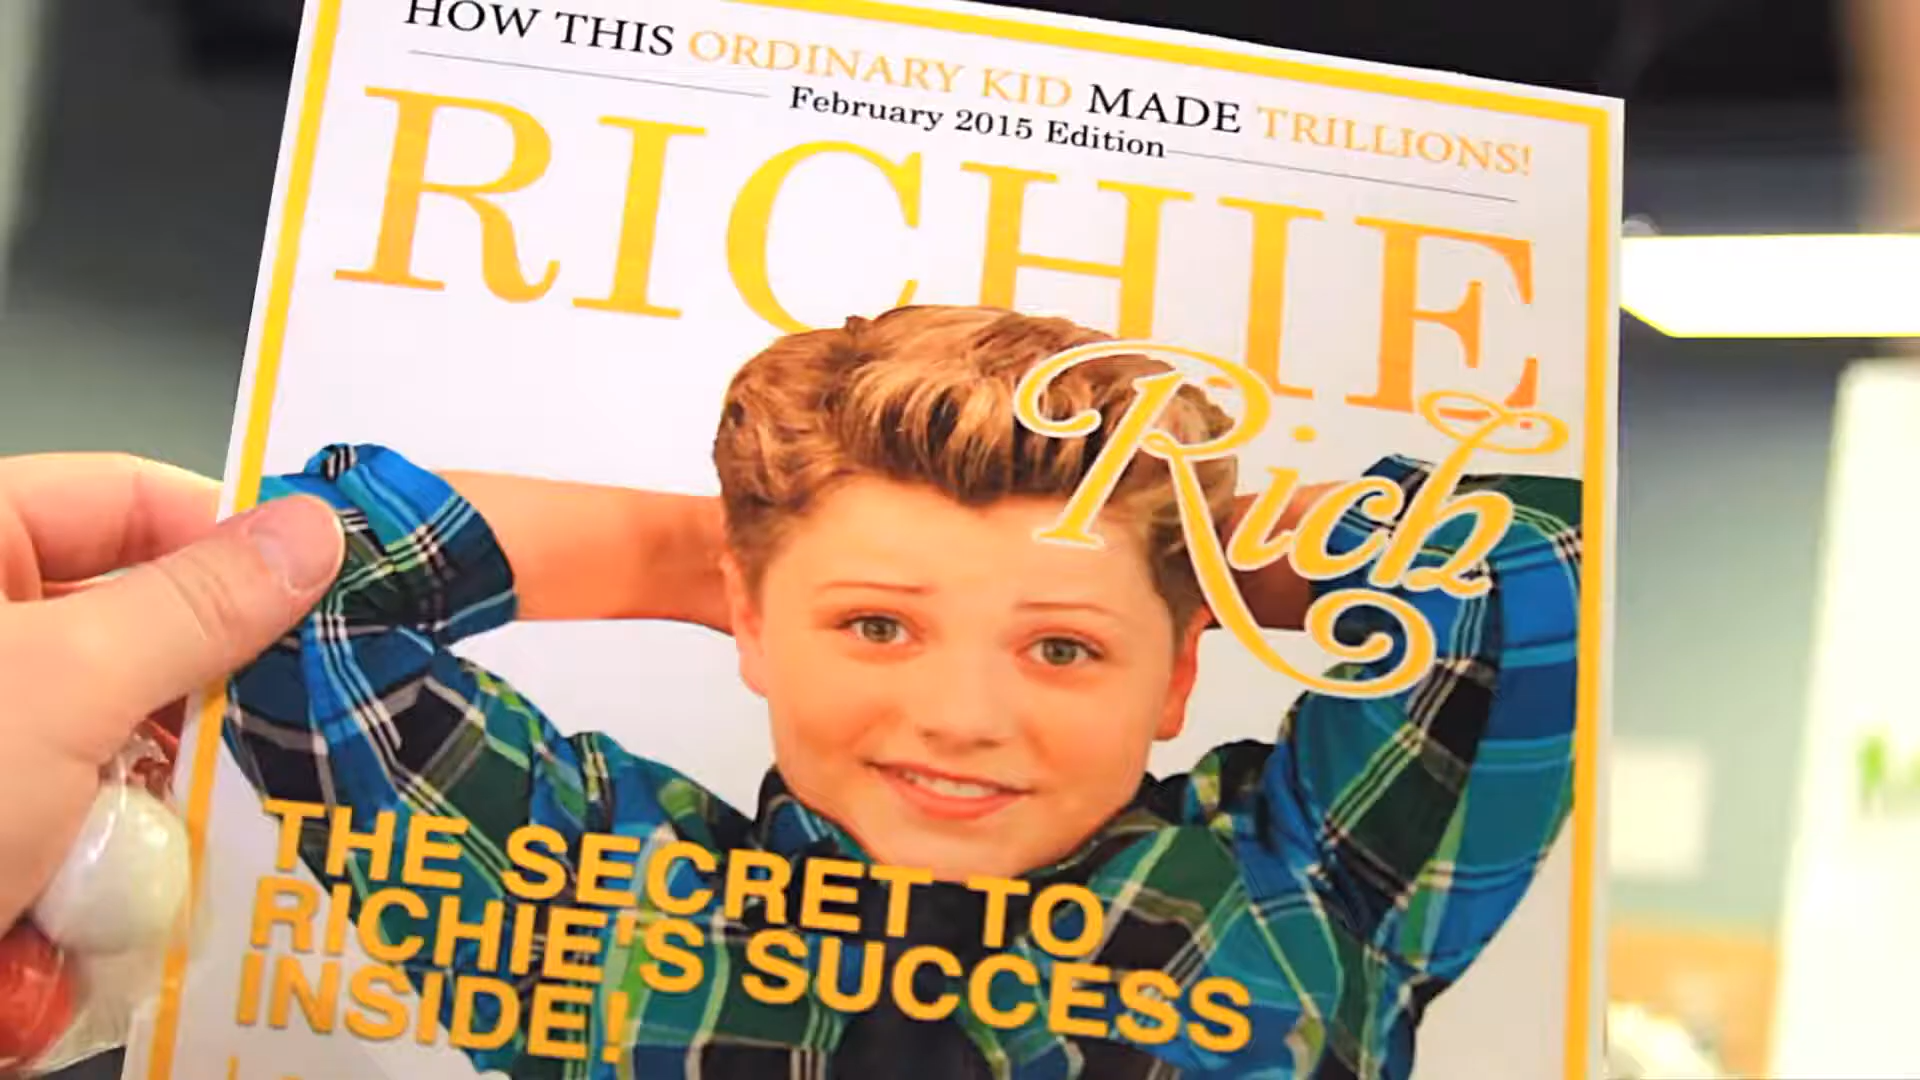 HOW THIS ORDINARY KID MADE TRILLIONS!
February 2015 Edition
RICHIE
Rich
THE SECRET TO
RICHIE'S SUCCESS
INSIDE!